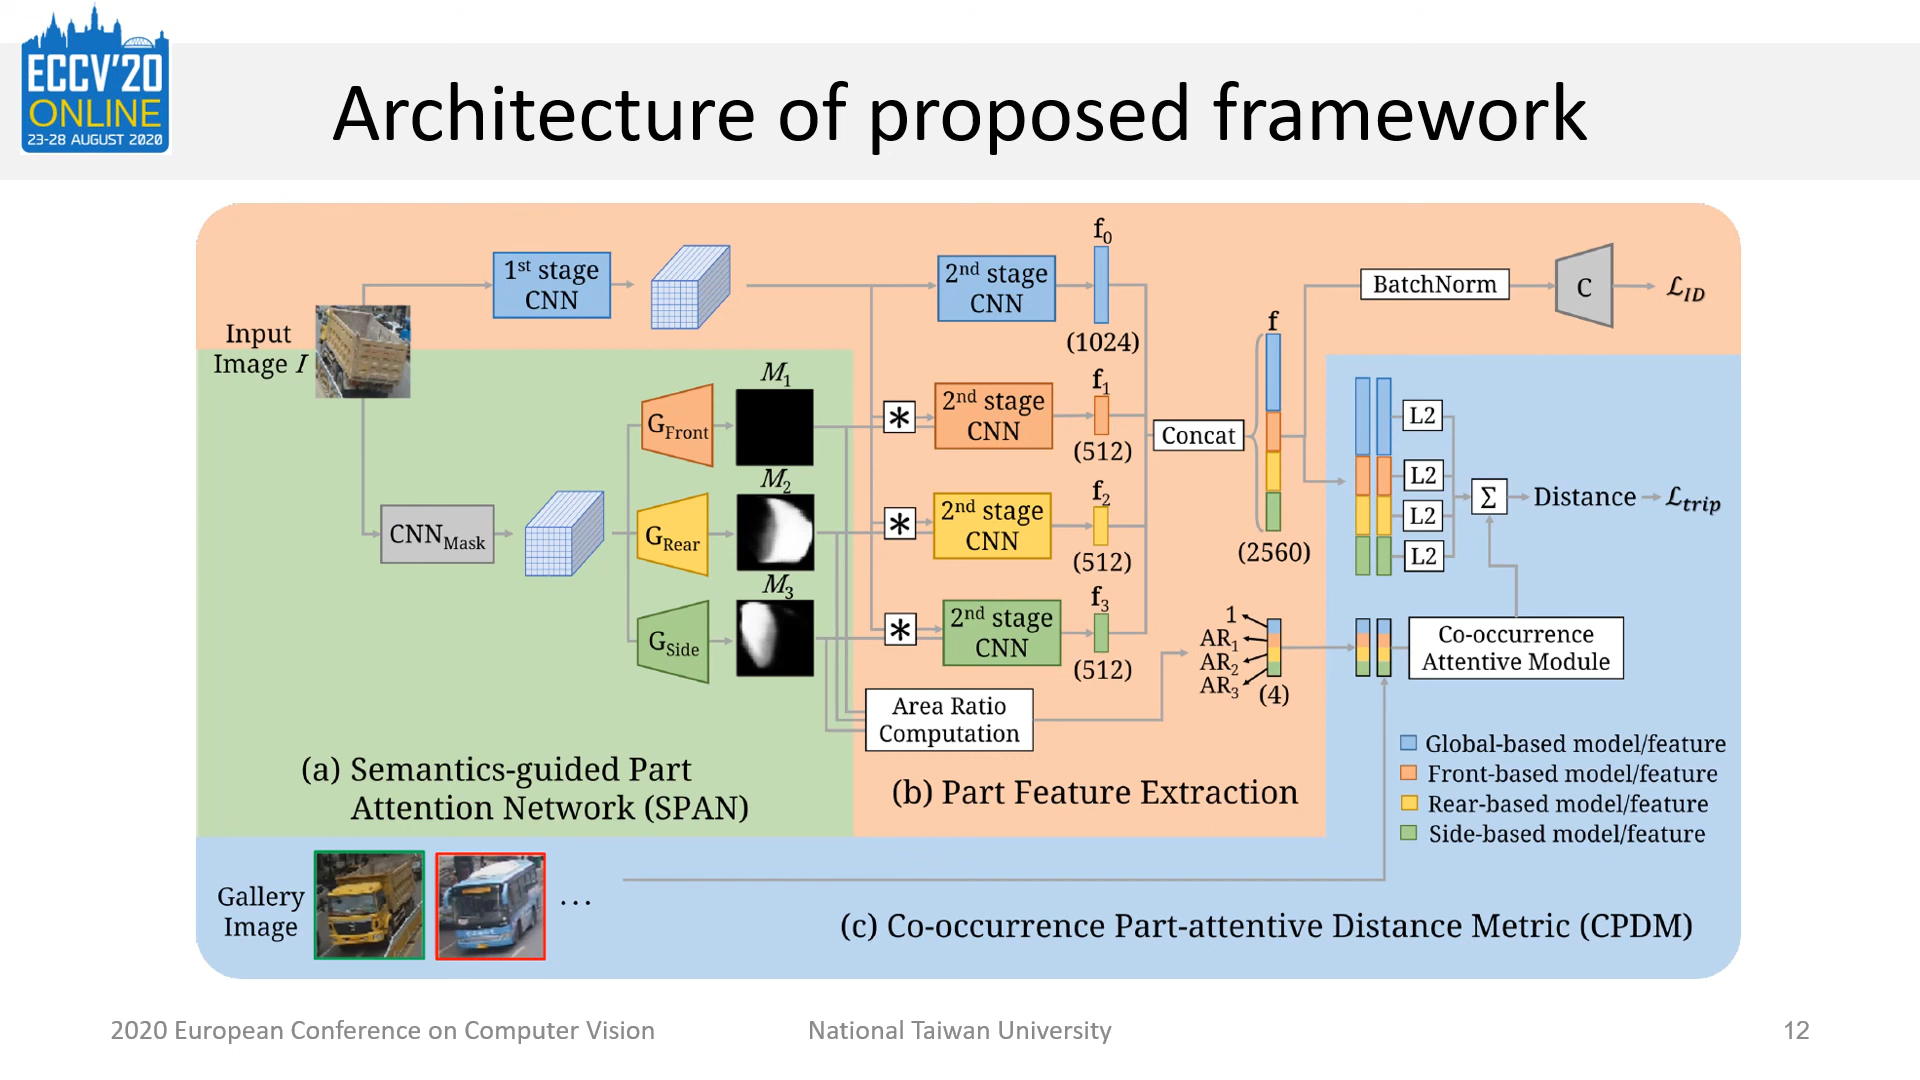 ECCV'20
ONLINE
23-28 AUGUST 2020
Architecture of proposed framework
Input
Image I
1st stage
CNN
2nd stage
CNN
f0
(1024)
BatchNorm
C
ℒID
CNNMask
GFront
GRear
GSide
M1
M2
M3
*
*
*
2nd stage
CNN
f1
(512)
2nd stage
CNN
f2
(512)
2nd stage
CNN
f3
(512)
Concat
f
(2560)
Area Ratio
Computation
1
AR1
AR2
AR3
(4)
L2
L2
L2
L2
Σ
Distance
ℒtrip
Co-occurrence
Attentive Module
Global-based model/feature
Front-based model/feature
Rear-based model/feature
Side-based model/feature
(a) Semantics-guided Part
Attention Network (SPAN)
(b) Part Feature Extraction
Gallery
Image
...
(c) Co-occurrence Part-attentive Distance Metric (CPDM)
2020 European Conference on Computer Vision
National Taiwan University
12